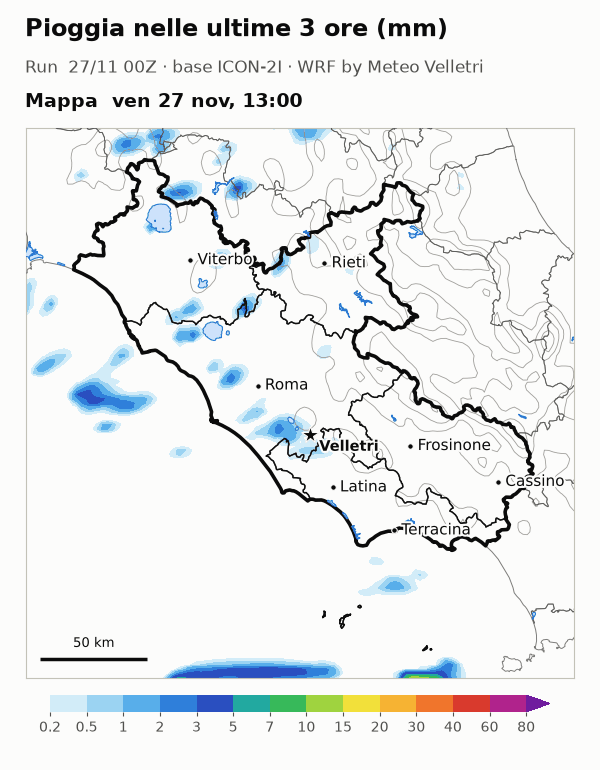 Pioggia nelle ultime 3 ore (mm)
Run  27/11 00Z · base ICON-2I · WRF by Meteo Velletri
Mappa  ven 27 nov, 13:00
Viterbo
Rieti
Roma
Velletri
Frosinone
Latina
Cassino
Terracina
50 km
0.2 0.5 1 2 3 5 7 10 15 20 30 40 60 80